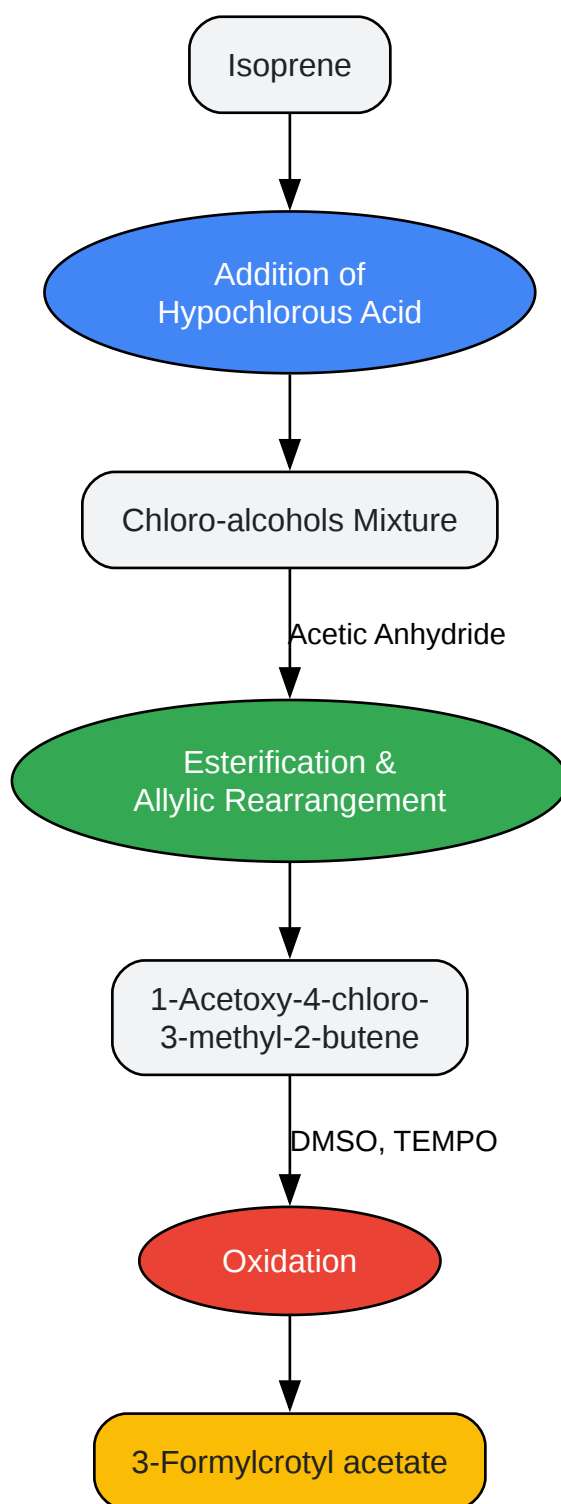 Isoprene
Addition of
Hypochlorous Acid
Chloro-alcohols Mixture
Acetic Anhydride
Esterification &
Allylic Rearrangement
1-Acetoxy-4-chloro-
3-methyl-2-butene
DMSO, TEMPO
Oxidation
3-Formylcrotyl acetate